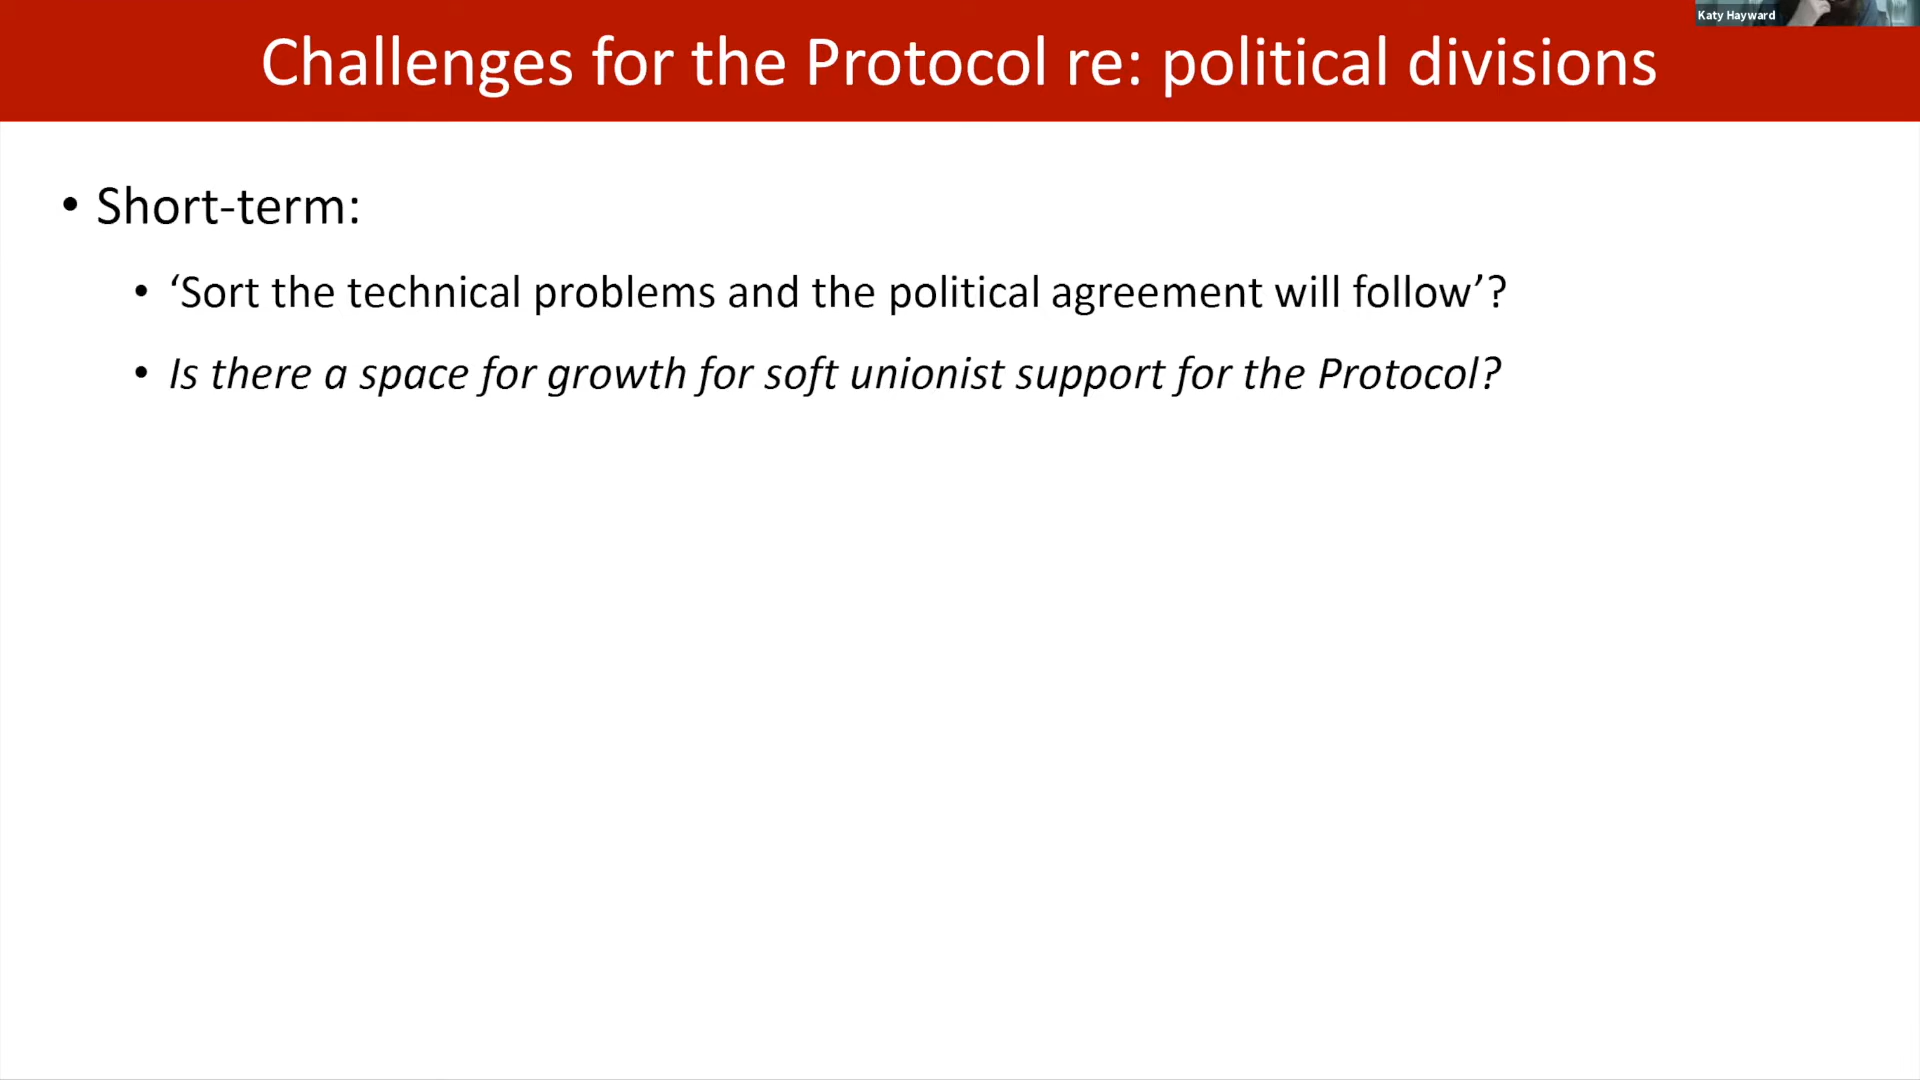 Katy Hayward
Challenges for the Protocol re: political divisions
• Short-term:
• ‘Sort the technical problems and the political agreement will follow’?
• Is there a space for growth for soft unionist support for the Protocol?